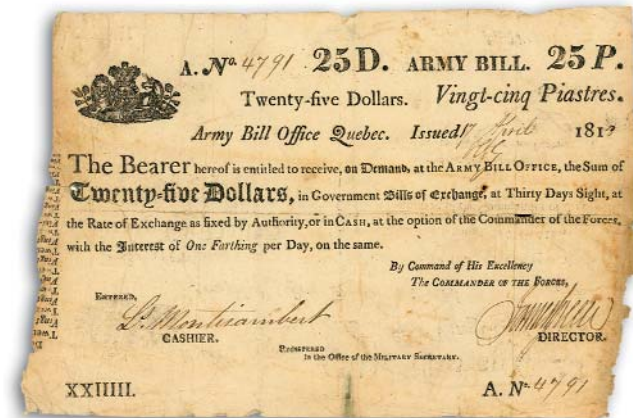 A. Nº. 4791 25D. ARMY BILL. 25P.
Twenty-five Dollars. Vingt-cinq Piastres.
Army Bill Office Quebec. Issued 17 April 1813
The Bearer hereof is entitled to receive, on Demand, at the ARMY BILL OFFICE, the Sum of
Twenty-five Dollars, in Government Bills of Exchange, at Thirty Days Sight, at
the Rate of Exchange as fixed by Authority, or in CASH, at the option of the Commander of the Forces,
with the Interest of One Farthing per Day, on the same.
By Command of His Excellency
The COMMANDER OF THE FORCES,
ENTERED,
L. Montizambert
CASHIER.
DIRECTOR.
REGISTERED
in the Office of the MILITARY SECRETARY.
XXIIIII.
A. Nº. 4791